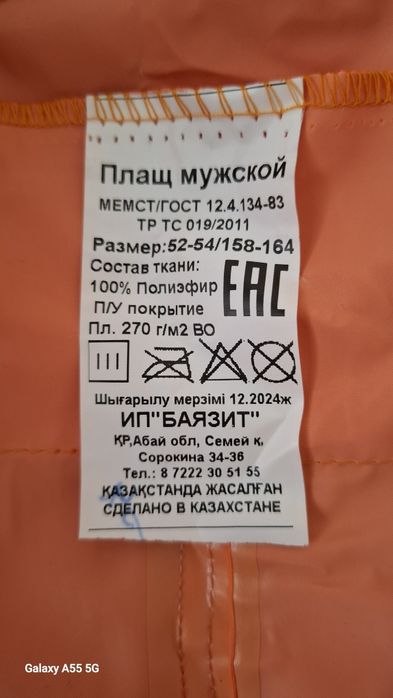 Плащ мужской
МЕМСТ/ГОСТ 12.4.134-83
ТР ТС 019/2011
Размер:52-54/158-164
Состав ткани:
100% Полиэфир
П/У покрытие
Пл. 270 г/м2 ВО
EAC
Шығарылу мерзімі 12.2024ж
ИП"БАЯЗИТ"
ҚР,Абай обл, Семей қ,
Сорокина 34-36
Тел.: 8 7222 30 51 55
ҚАЗАҚСТАНДА ЖАСАЛҒАН
СДЕЛАНО В КАЗАХСТАНЕ
Galaxy A55 5G